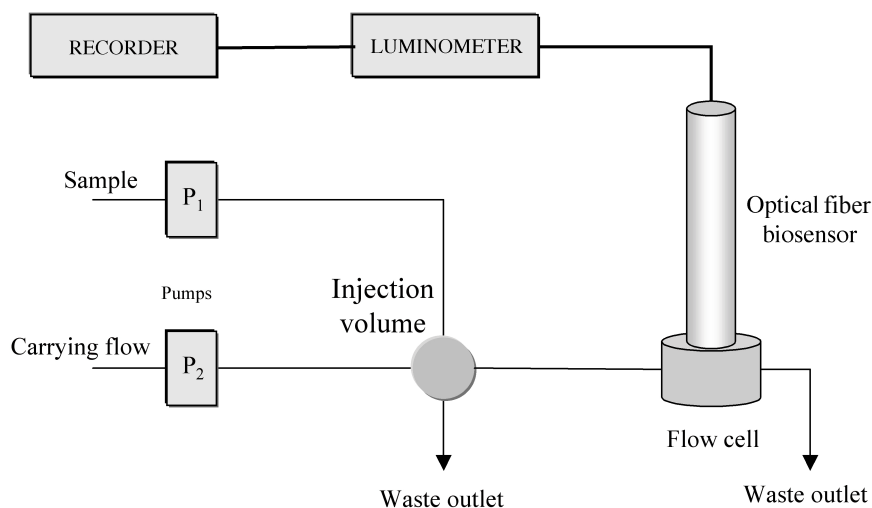 RECORDER
LUMINOMETER
Sample
P1
Optical fiber
biosensor
Pumps
Injection
volume
Carrying flow
P2
Flow cell
Waste outlet
Waste outlet